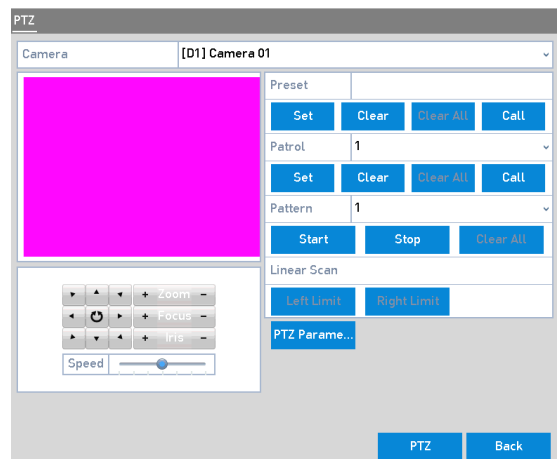 PTZ
Camera [D1] Camera 01
Preset
Set Clear Clear All Call
Patrol 1
Set Clear Clear All Call
Pattern 1
Start Stop Clear All
Linear Scan
Left Limit Right Limit
+ Zoom -
+ Focus -
+ Iris -
PTZ Parame...
Speed
PTZ Back